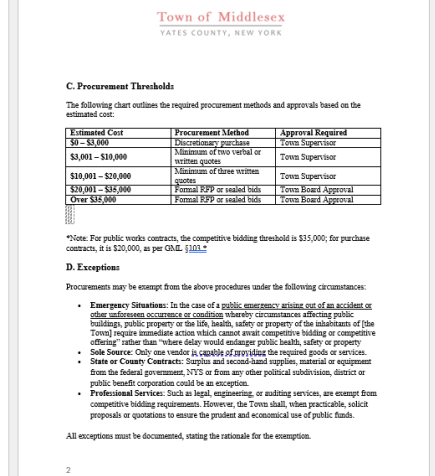 Town of Middlesex
YATES COUNTY, NEW YORK
C. Procurement Thresholds
The following chart outlines the required procurement methods and approvals based on the
estimated cost:
Estimated Cost Procurement Method Approval Required
$0 – $3,000 Discretionary purchase Town Supervisor
$3,001 – $10,000 Minimum of two verbal or
written quotes Town Supervisor
$10,001 – $20,000 Minimum of three written
quotes Town Supervisor
$20,001 – $35,000 Formal RFP or sealed bids Town Board Approval
Over $35,000 Formal RFP or sealed bids Town Board Approval
*Note: For public works contracts, the competitive bidding threshold is $35,000; for purchase
contracts, it is $20,000, as per GML §103.*
D. Exceptions
Procurements may be exempt from the above procedures under the following circumstances:
• Emergency Situations: In the case of a public emergency arising out of an accident or
other unforeseen occurrence or condition whereby circumstances affecting public
buildings, public property or the life, health, safety or property of the inhabitants of [the
Town] require immediate action which cannot await competitive bidding or competitive
offering" rather than "where delay would endanger public health, safety or property
• Sole Source: Only one vendor is capable of providing the required goods or services.
• State or County Contracts: Surplus and second-hand supplies, material or equipment
from the federal government, NYS or from any other political subdivision, district or
public benefit corporation could be an exception.
• Professional Services: Such as legal, engineering, or auditing services, are exempt from
competitive bidding requirements. However, the Town shall, when practicable, solicit
proposals or quotations to ensure the prudent and economical use of public funds.
All exceptions must be documented, stating the rationale for the exemption.
2